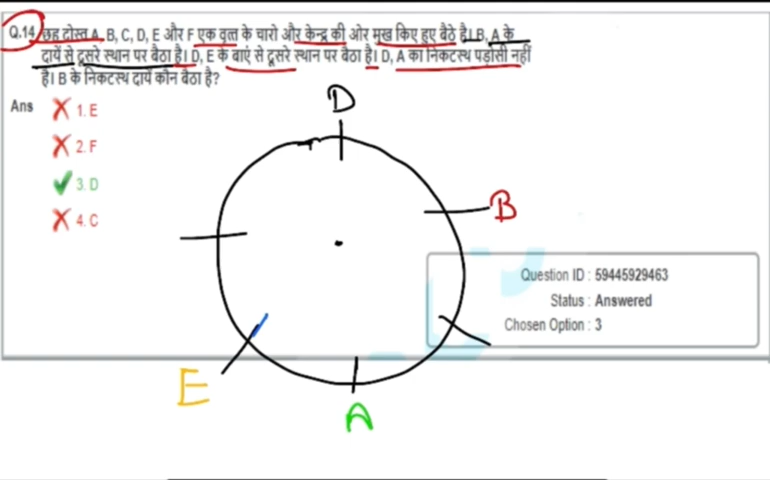 Q.14 छह दोस्त A, B, C, D, E और F एक वृत्त के चारो और केन्द्र की ओर मुख किए हुए बैठे है। B, A के
दायें से दूसरे स्थान पर बैठा है। D, E के बाएं से दूसरे स्थान पर बैठा है। D, A का निकटस्थ पड़ोसी नहीं
है। B के निकटस्थ दायें कौन बैठा है?
Ans
1. E
2. F
3. D
4. C
D
B
E
A
Question ID : 59445929463
Status : Answered
Chosen Option : 3